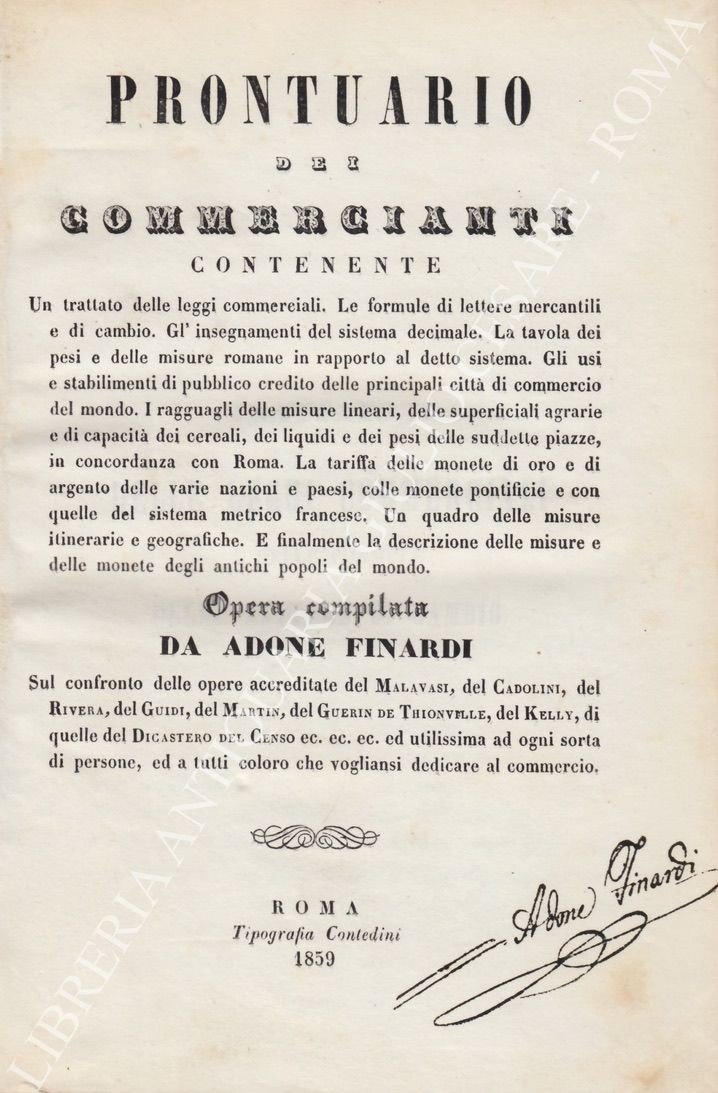 PRONTUARIO
DEI
COMMERCIANTI
CONTENENTE
Un trattato delle leggi commerciali. Le formule di lettere mercantili
e di cambio. Gl' insegnamenti del sistema decimale. La tavola dei
pesi e delle misure romane in rapporto al detto sistema. Gli usi
e stabilimenti di pubblico credito delle principali città di commercio
del mondo. I ragguagli delle misure lineari, delle superficiali agrarie
e di capacità dei cereali, dei liquidi e dei pesi delle suddette piazze,
in concordanza con Roma. La tariffa delle monete di oro e di
argento delle varie nazioni e paesi, colle monete pontificie e con
quelle del sistema metrico francese. Un quadro delle misure
itinerarie e geografiche. E finalmente la descrizione delle misure e
delle monete degli antichi popoli del mondo.
Opera compilata
DA ADONE FINARDI
Sul confronto delle opere accreditate del MALAVASI, del CADOLINI, del
RIVERA, del GUIDI, del MARTIN, del GUERIN DE THIONVILLE, del KELLY, di
quelle del DICASTERO DEL CENSO ec. ec. ec. ed utilissima ad ogni sorta
di persone, ed a tutti coloro che vogliansi dedicare al commercio.
ROMA
Tipografia Contedini
1859
Adone Finardi
LIBRERIA ANTIQUARIA GIULIO CESARE - ROMA